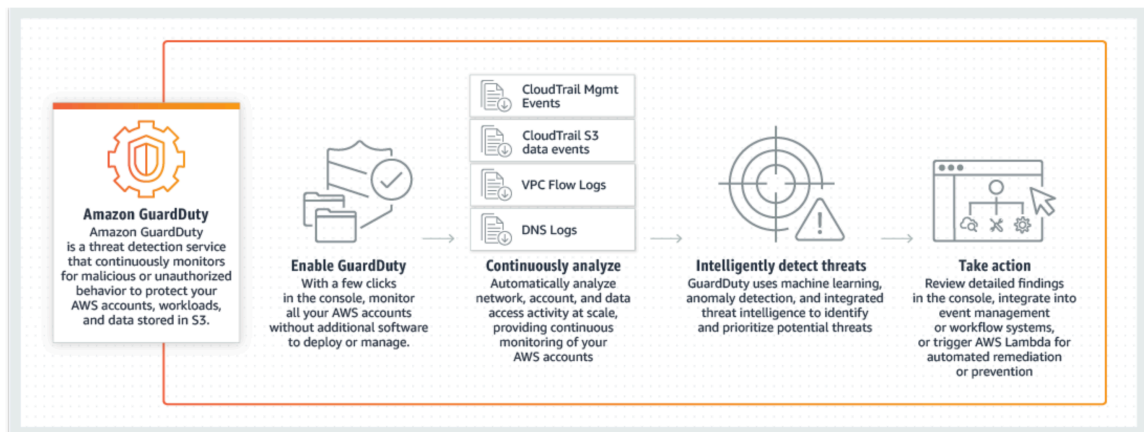 Amazon GuardDuty
Amazon GuardDuty
is a threat detection service
that continuously monitors
for malicious or unauthorized
behavior to protect your
AWS accounts, workloads,
and data stored in S3.
Enable GuardDuty
With a few clicks
in the console, monitor
all your AWS accounts
without additional software
to deploy or manage.
CloudTrail Mgmt
Events
CloudTrail S3
data events
VPC Flow Logs
DNS Logs
Continuously analyze
Automatically analyze
network, account, and data
access activity at scale,
providing continuous
monitoring of your
AWS accounts
Intelligently detect threats
GuardDuty uses machine learning,
anomaly detection, and integrated
threat intelligence to identify
and prioritize potential threats
Take action
Review detailed findings
in the console, integrate into
event management
or workflow systems,
or trigger AWS Lambda for
automated remediation
or prevention